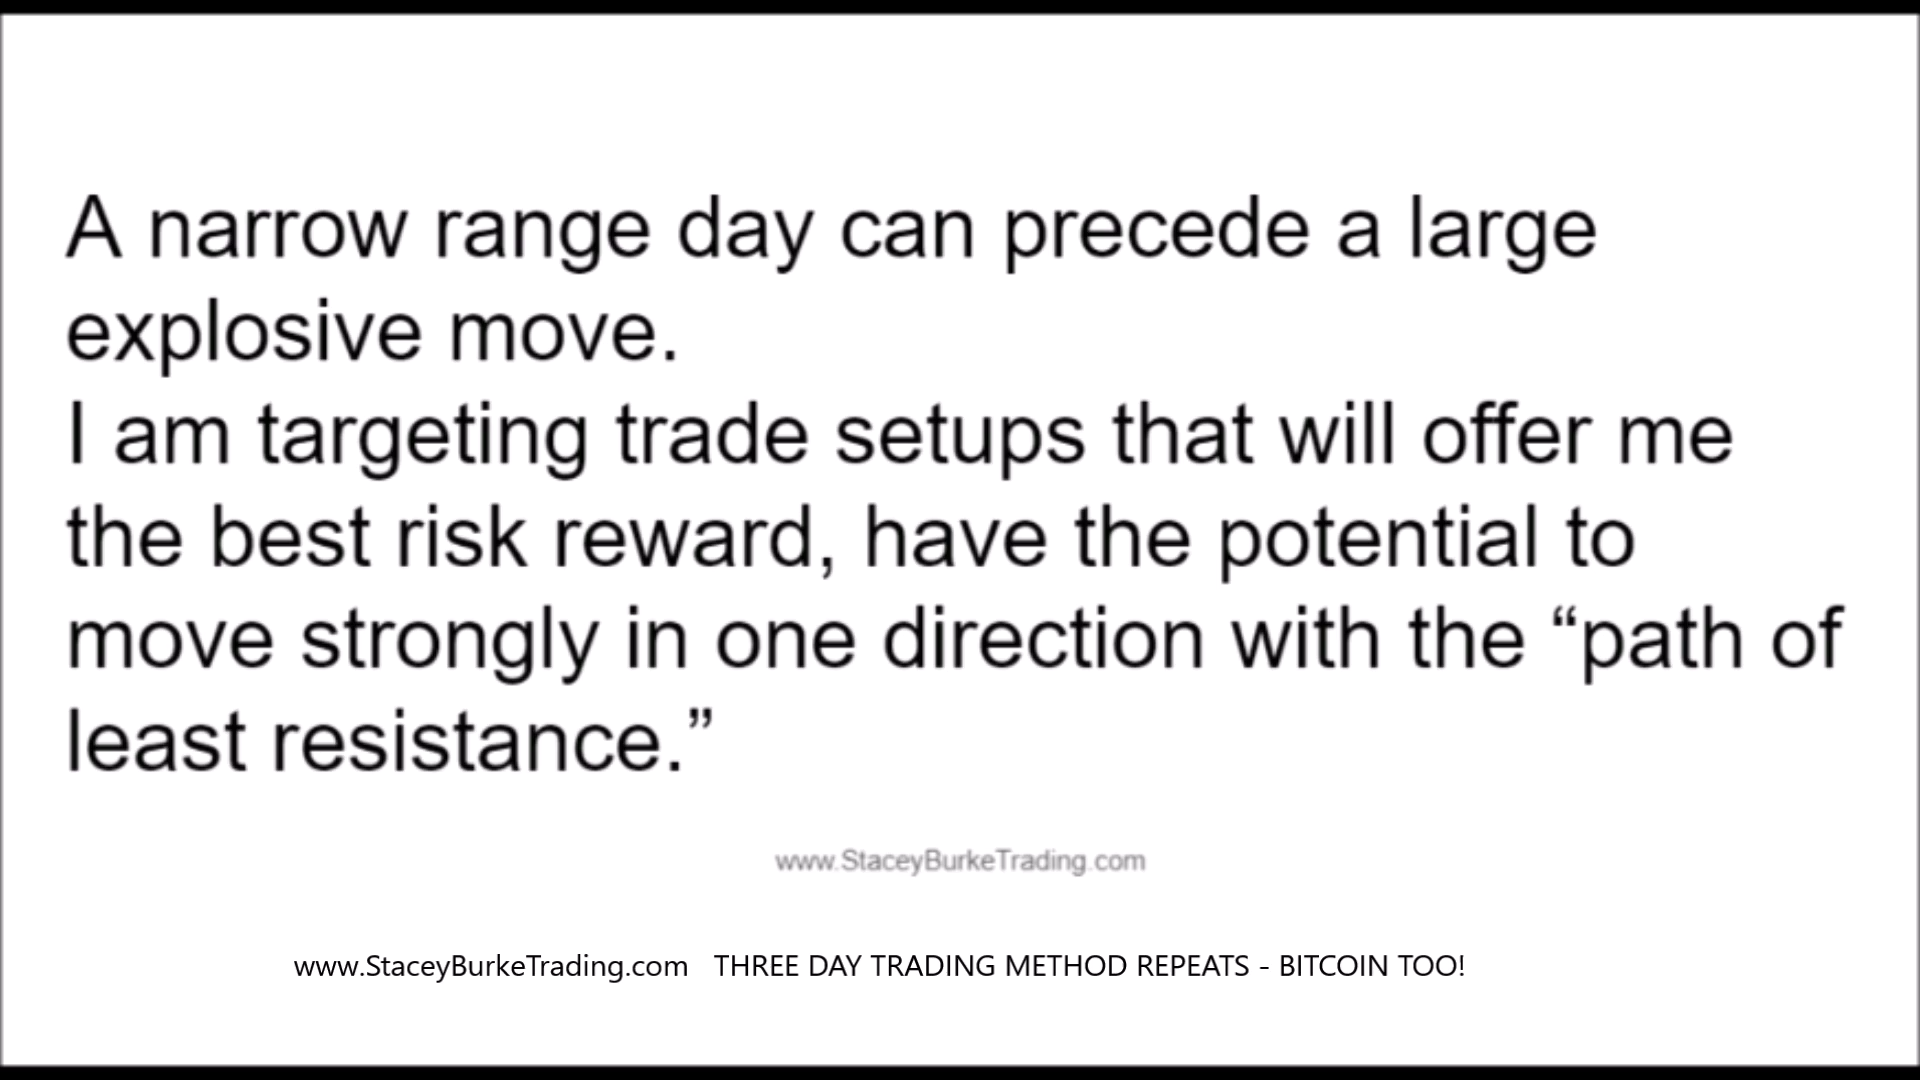 A narrow range day can precede a large
explosive move.
I am targeting trade setups that will offer me
the best risk reward, have the potential to
move strongly in one direction with the “path of
least resistance.”
www.StaceyBurkeTrading.com
www.StaceyBurkeTrading.com THREE DAY TRADING METHOD REPEATS - BITCOIN TOO!